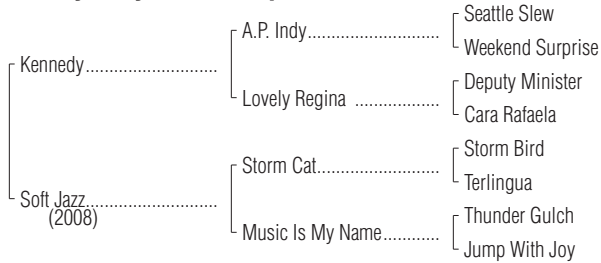 Seattle Slew
A.P. Indy..............................
Weekend Surprise
Kennedy..............................
Deputy Minister
Lovely Regina ...................
Cara Rafaela
Storm Bird
Storm Cat............................
Terlingua
Soft Jazz..............................
(2008)
Thunder Gulch
Music Is My Name............
Jump With Joy